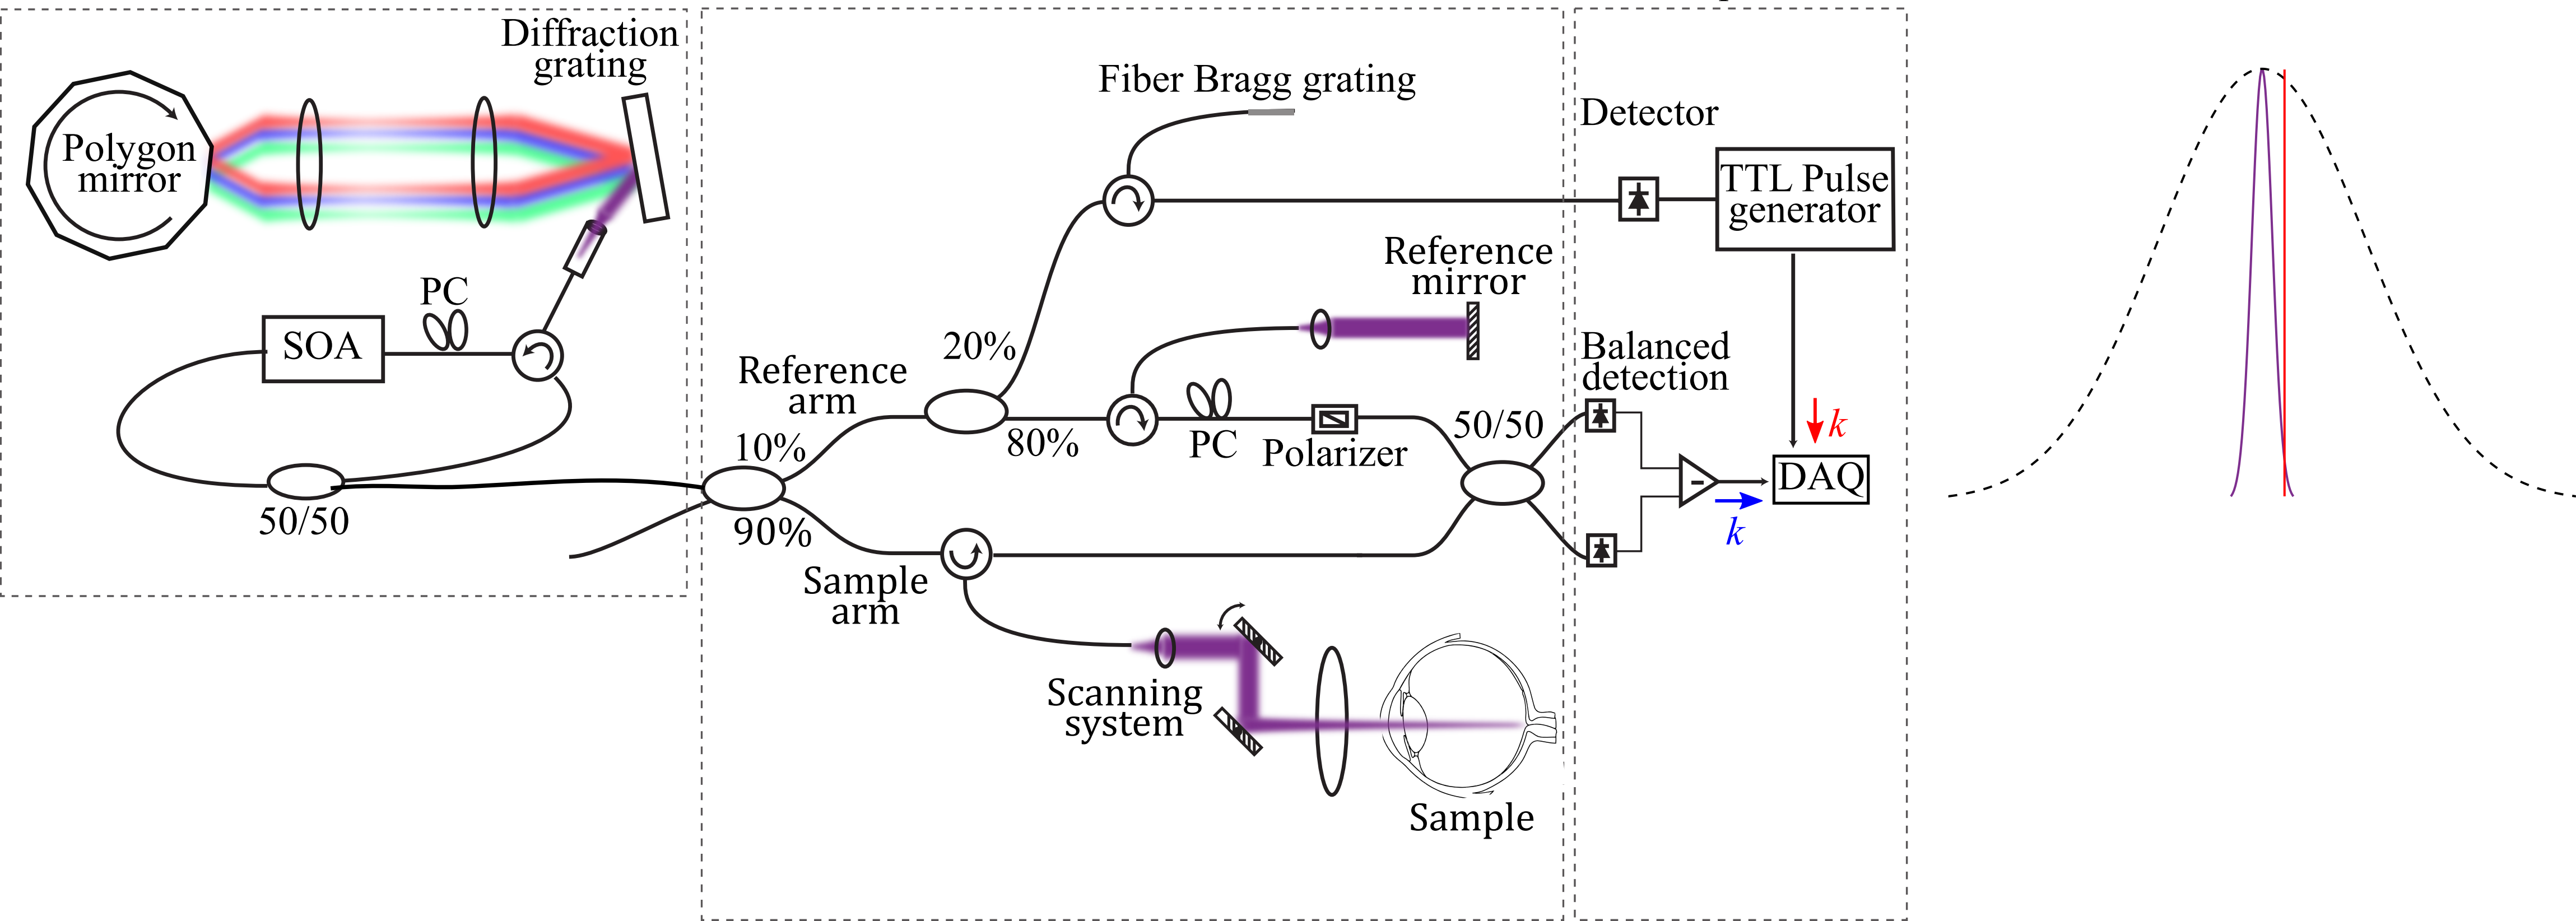 Diffraction
grating
Polygon
mirror
PC
SOA
50/50
Fiber Bragg grating
Reference
mirror
20%
Reference
arm
10%
80%
PC
Polarizer
50/50
90%
Sample
arm
Scanning
system
Sample
Detector
TTL Pulse
generator
Balanced
detection
k
-
DAQ
k